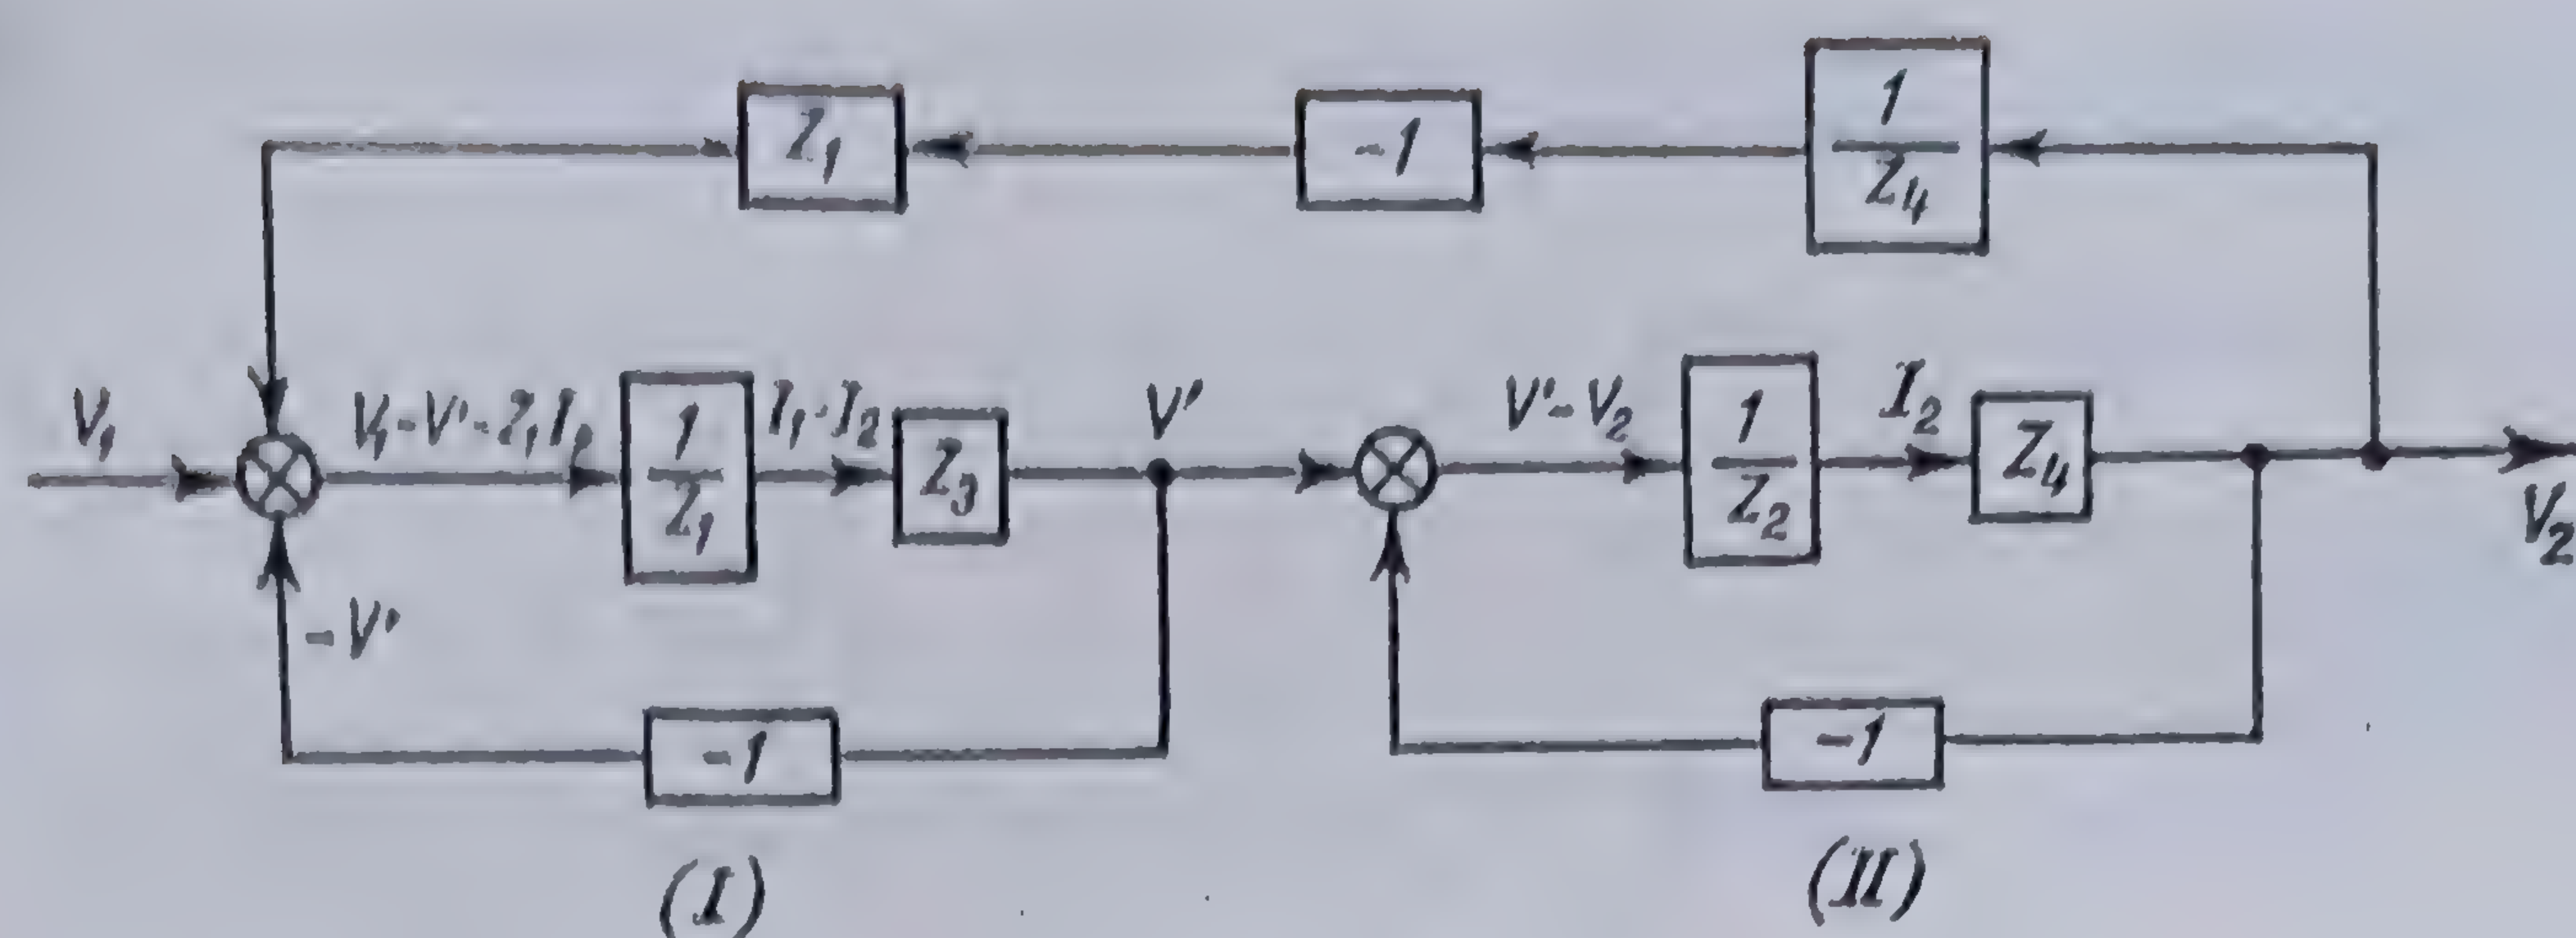 Z₁
-1
1/Z₄
V₁
V₁-V'-Z₁I₂
1/Z₁
I₁-I₂
Z₃
V'
V'-V₂
1/Z₂
I₂
Z₄
V₂
-V'
-1
-1
(I)
(II)